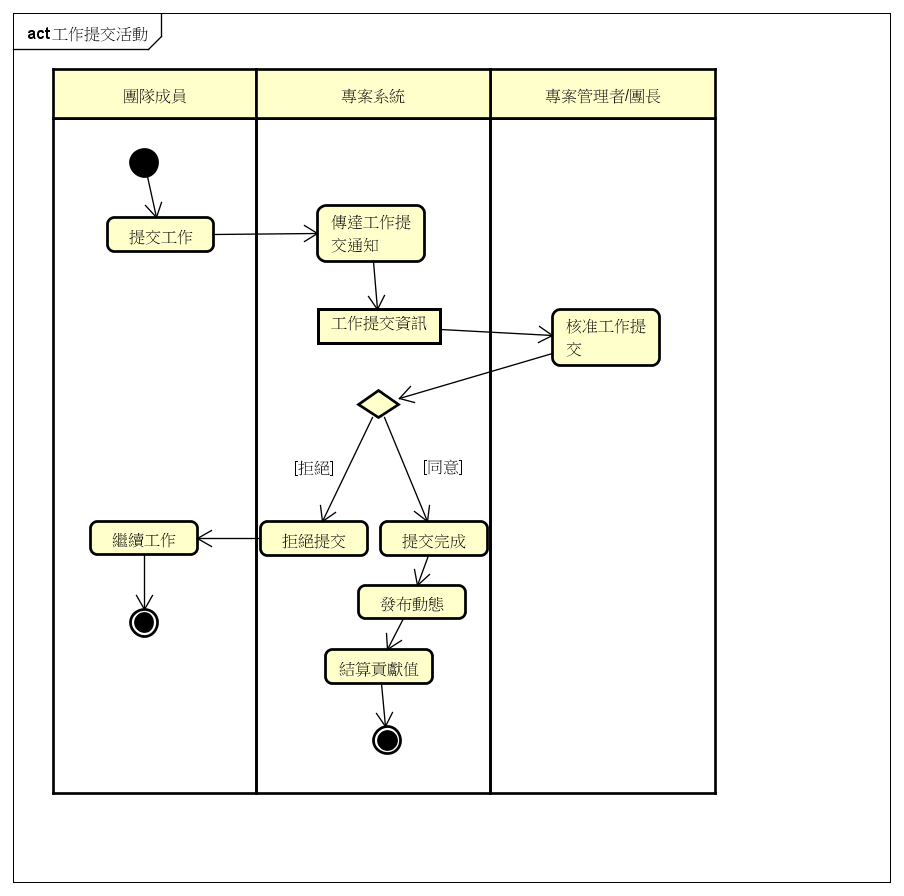 act 工作提交活動
團隊成員
專案系統
專案管理者/團長
提交工作
傳達工作提
交通知
工作提交資訊
核准工作提
交
[拒絕]
[同意]
繼續工作
拒絕提交
提交完成
發布動態
結算貢獻值